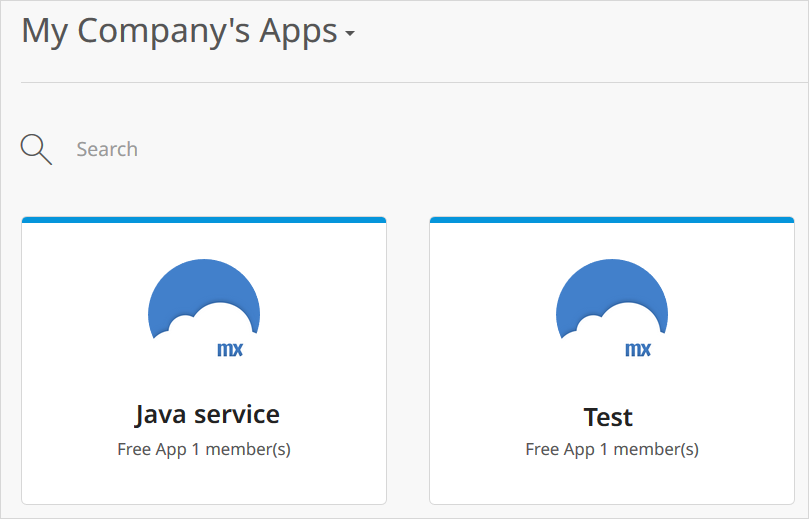 My Company's Apps
Search
mx
mx
Java service
Test
Free App 1 member(s)
Free App 1 member(s)